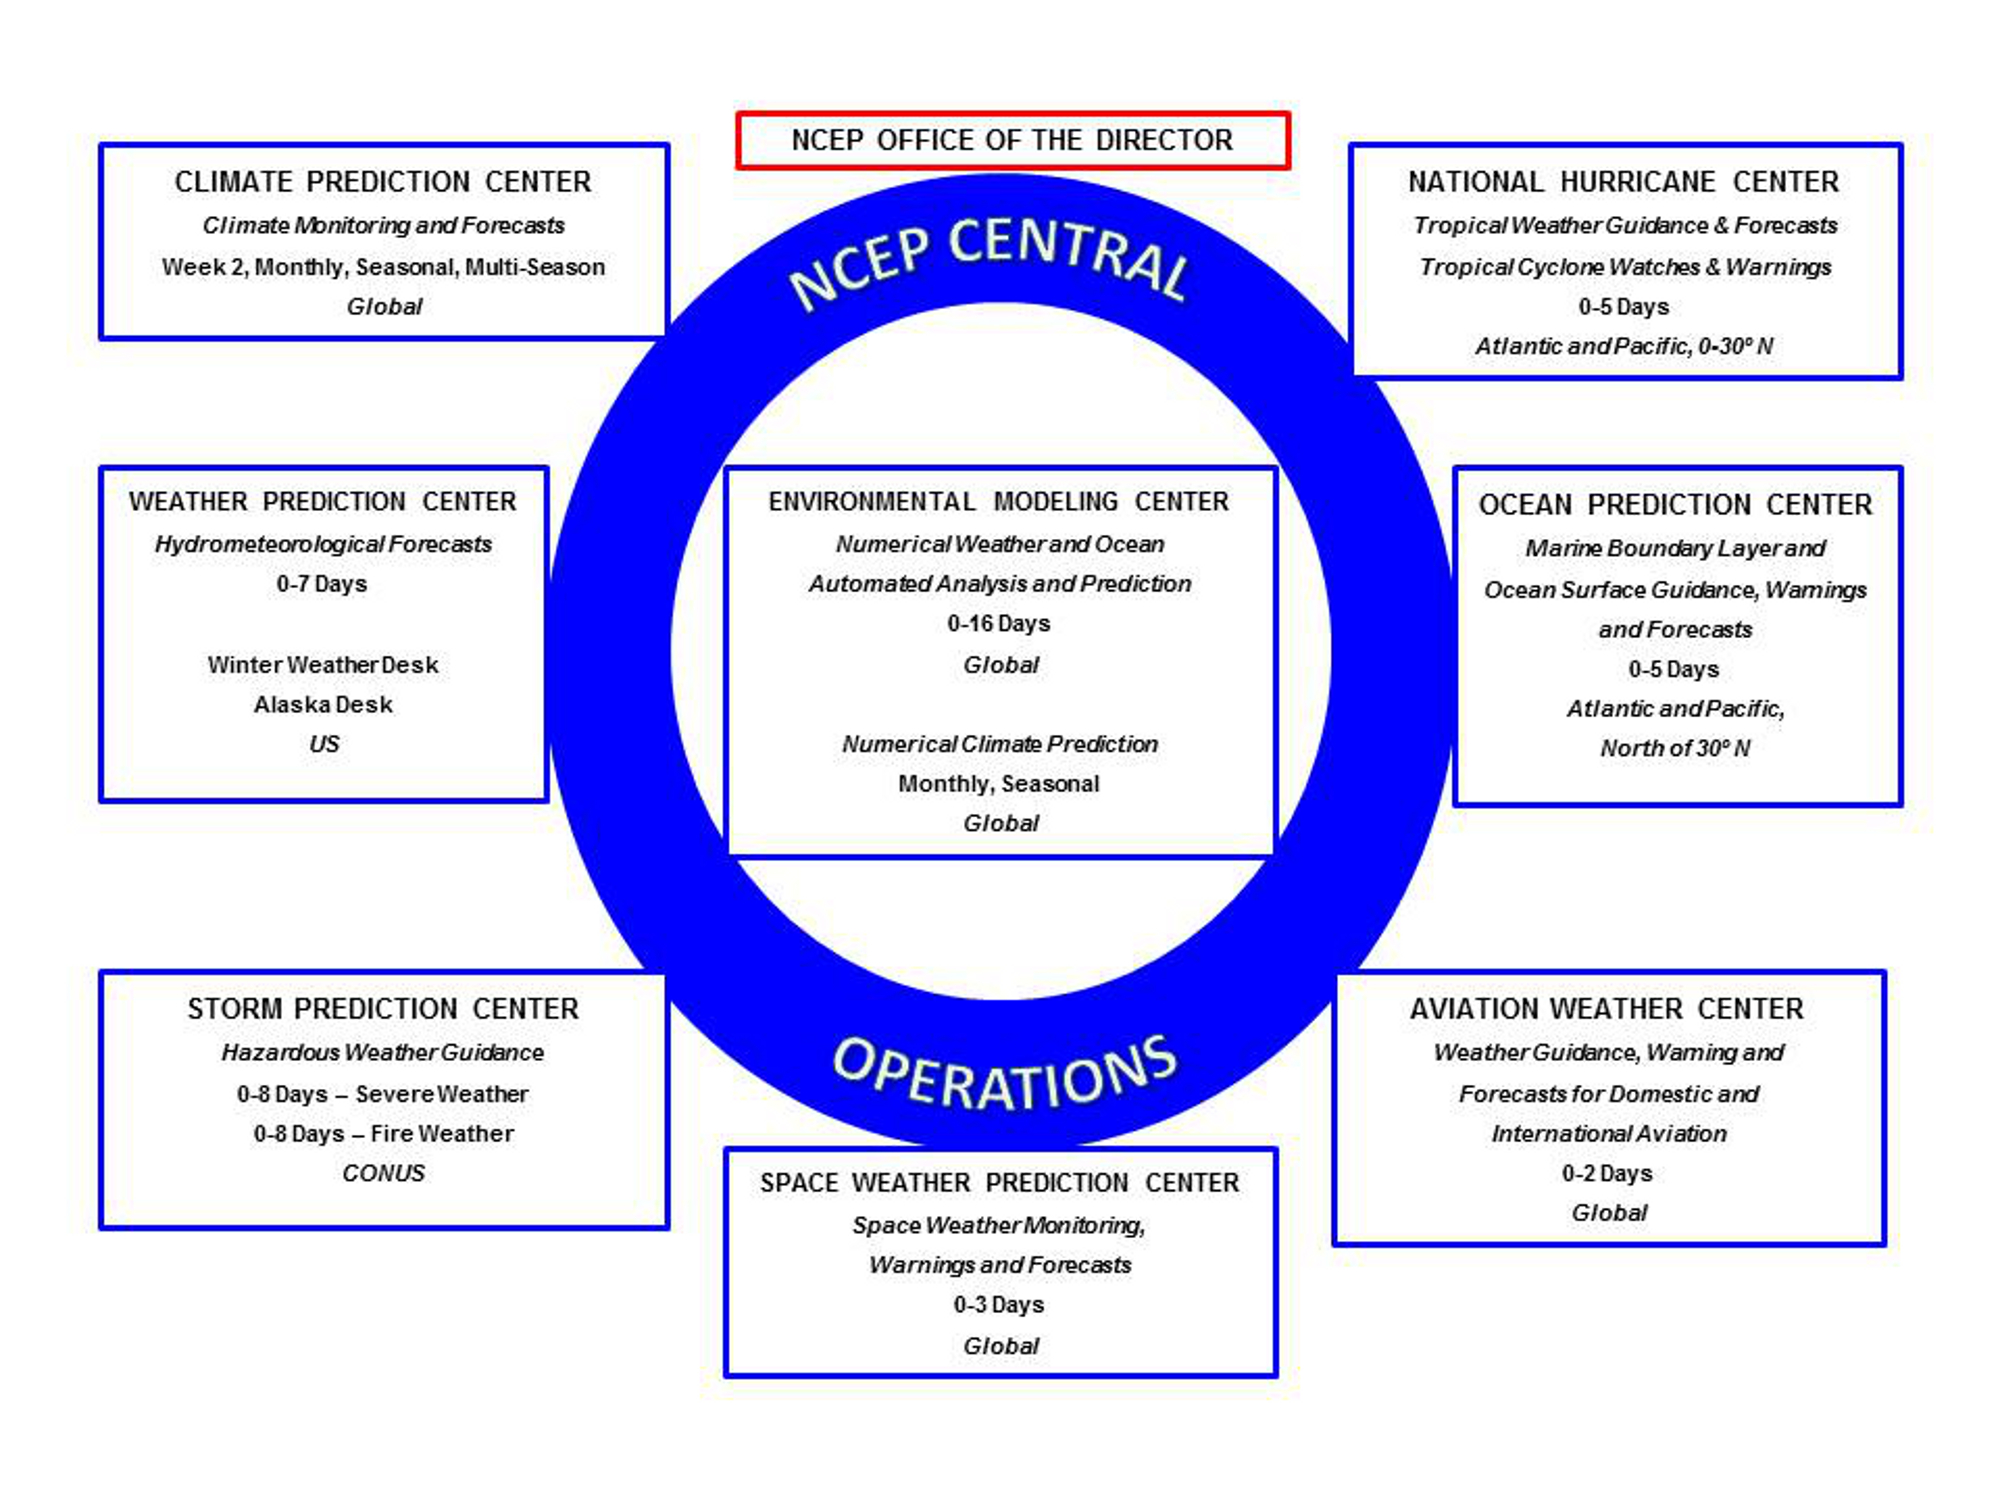 NCEP OFFICE OF THE DIRECTOR
CLIMATE PREDICTION CENTER
Climate Monitoring and Forecasts
Week 2, Monthly, Seasonal, Multi-Season
Global
NCEP CENTRAL
NATIONAL HURRICANE CENTER
Tropical Weather Guidance & Forecasts
Tropical Cyclone Watches & Warnings
0-5 Days
Atlantic and Pacific, 0-30º N
WEATHER PREDICTION CENTER
Hydrometeorological Forecasts
0-7 Days
Winter Weather Desk
Alaska Desk
US
ENVIRONMENTAL MODELING CENTER
Numerical Weather and Ocean
Automated Analysis and Prediction
0-16 Days
Global
Numerical Climate Prediction
Monthly, Seasonal
Global
OCEAN PREDICTION CENTER
Marine Boundary Layer and
Ocean Surface Guidance, Warnings
and Forecasts
0-5 Days
Atlantic and Pacific,
North of 30º N
STORM PREDICTION CENTER
Hazardous Weather Guidance
0-8 Days – Severe Weather
0-8 Days – Fire Weather
CONUS
OPERATIONS
AVIATION WEATHER CENTER
Weather Guidance, Warning and
Forecasts for Domestic and
International Aviation
0-2 Days
Global
SPACE WEATHER PREDICTION CENTER
Space Weather Monitoring,
Warnings and Forecasts
0-3 Days
Global